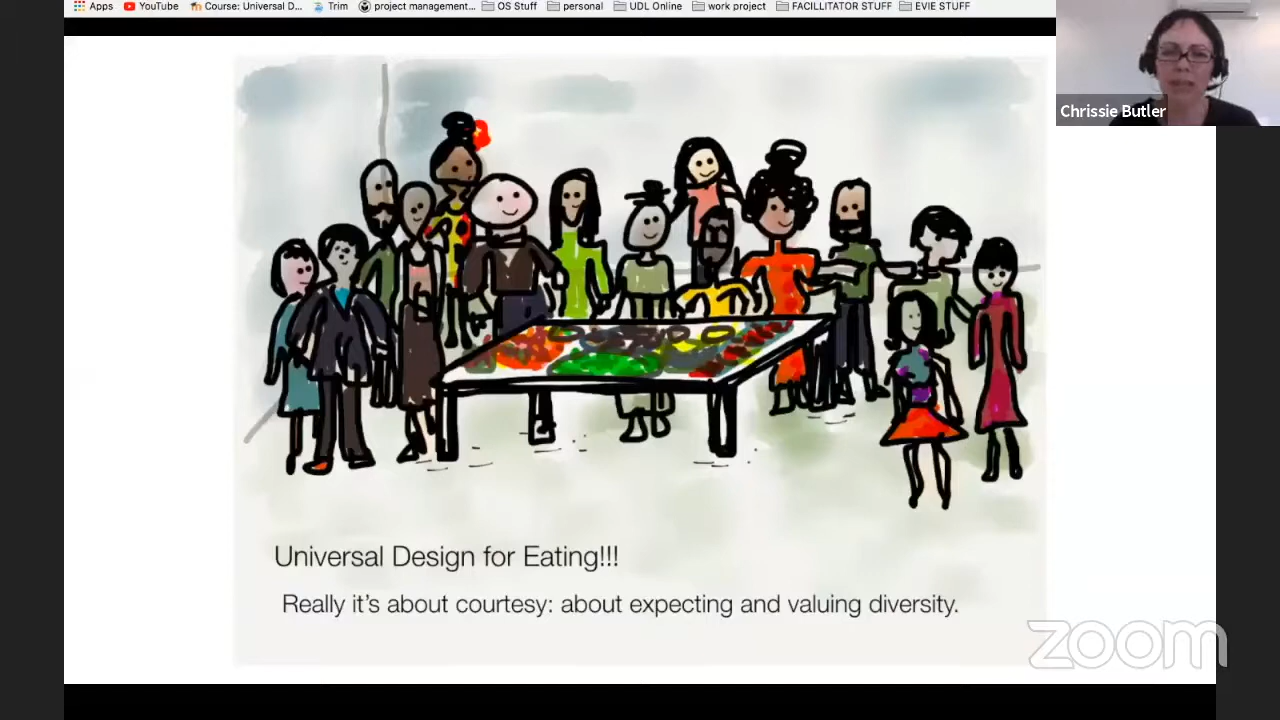 Apps YouTube Course: Universal D... Trim project management... OS Stuff personal UDL Online work project FACILLITATOR STUFF EVIE STUFF
Chrissie Butler
Universal Design for Eating!!!
Really it's about courtesy: about expecting and valuing diversity.
zoom